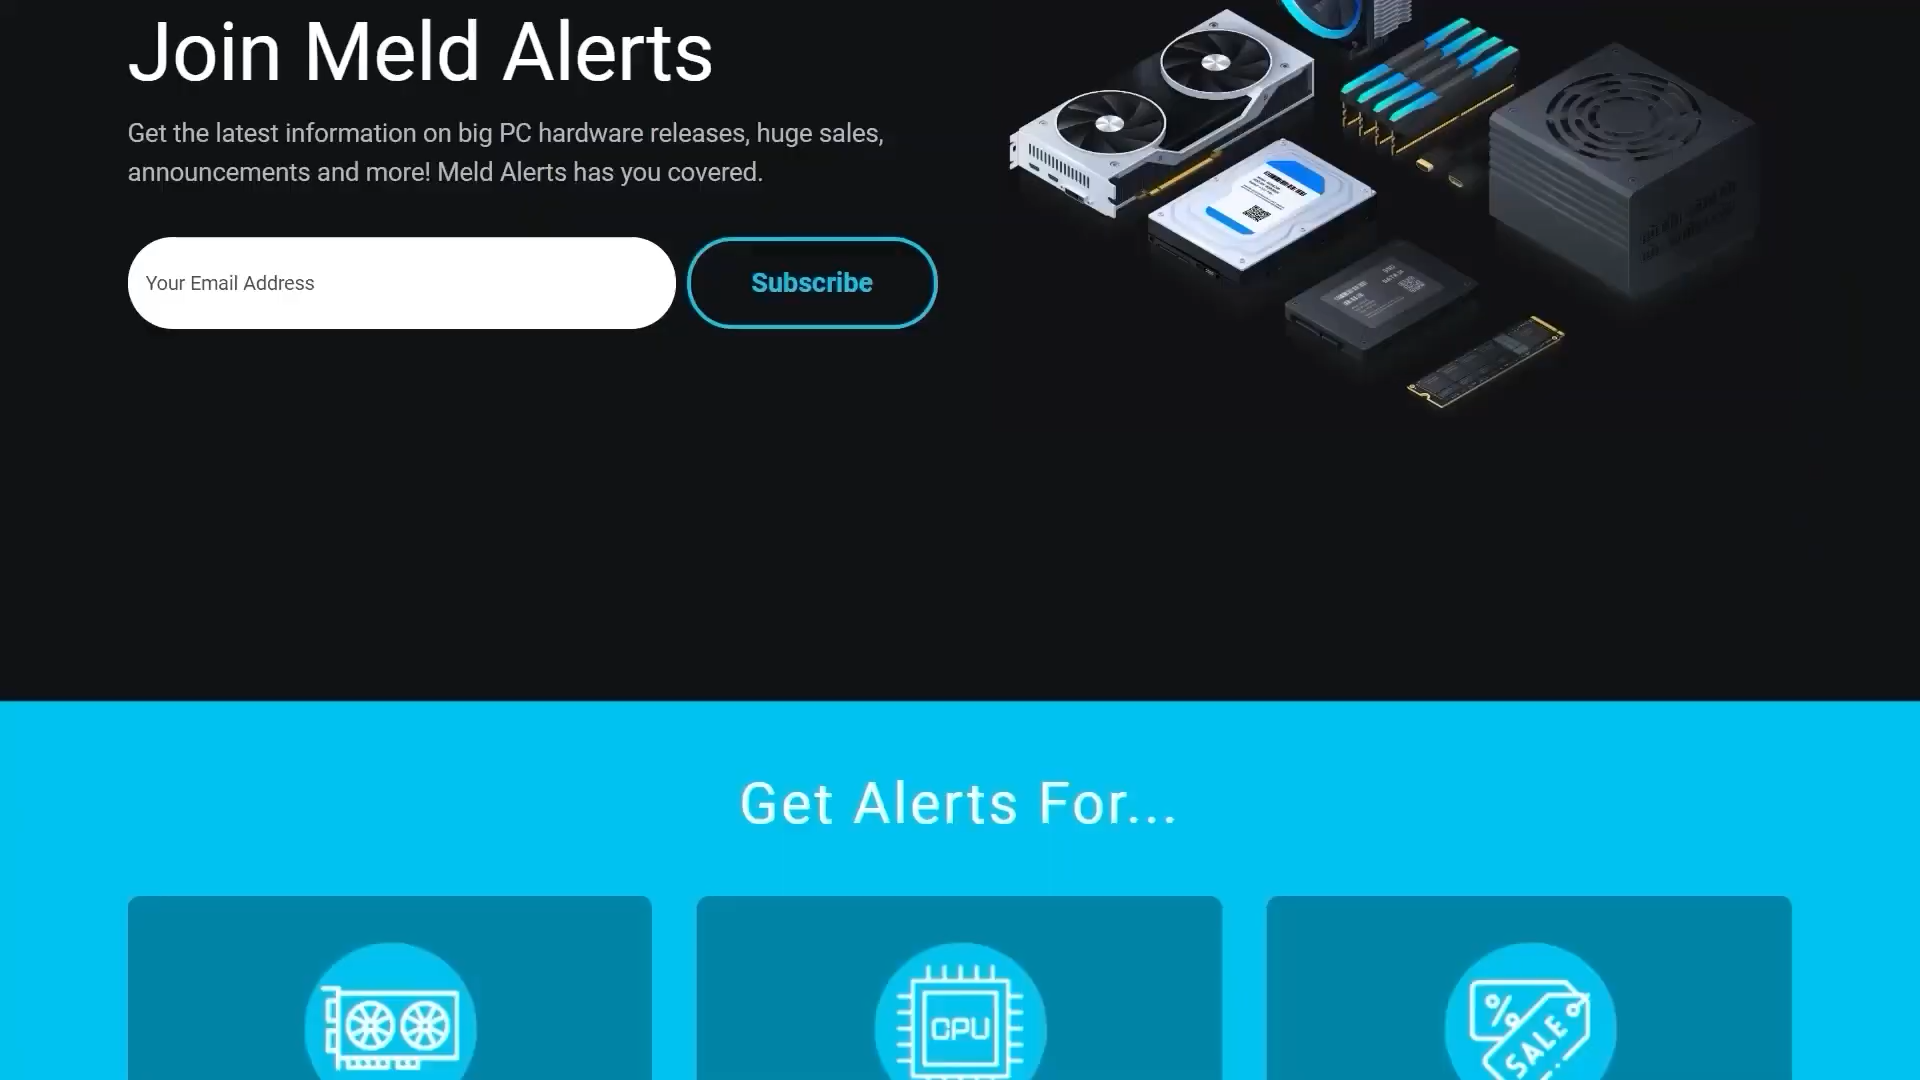 Join Meld Alerts
Get the latest information on big PC hardware releases, huge sales,
announcements and more! Meld Alerts has you covered.
Your Email Address
Subscribe
Get Alerts For...
CPU
%
SALE